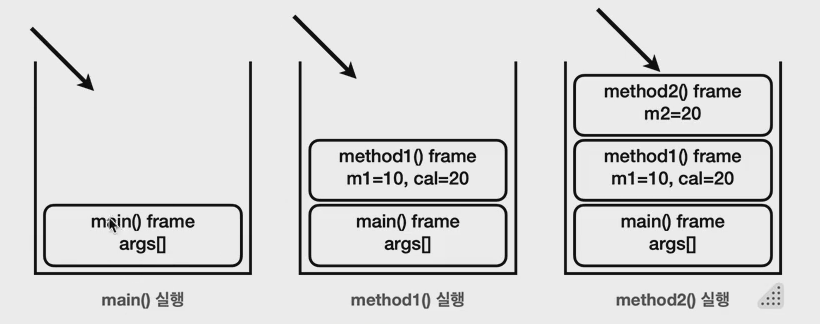 main() frame
args[]
main() 실행
method1() frame
m1=10, cal=20
main() frame
args[]
method1() 실행
method2() frame
m2=20
method1() frame
m1=10, cal=20
main() frame
args[]
method2() 실행